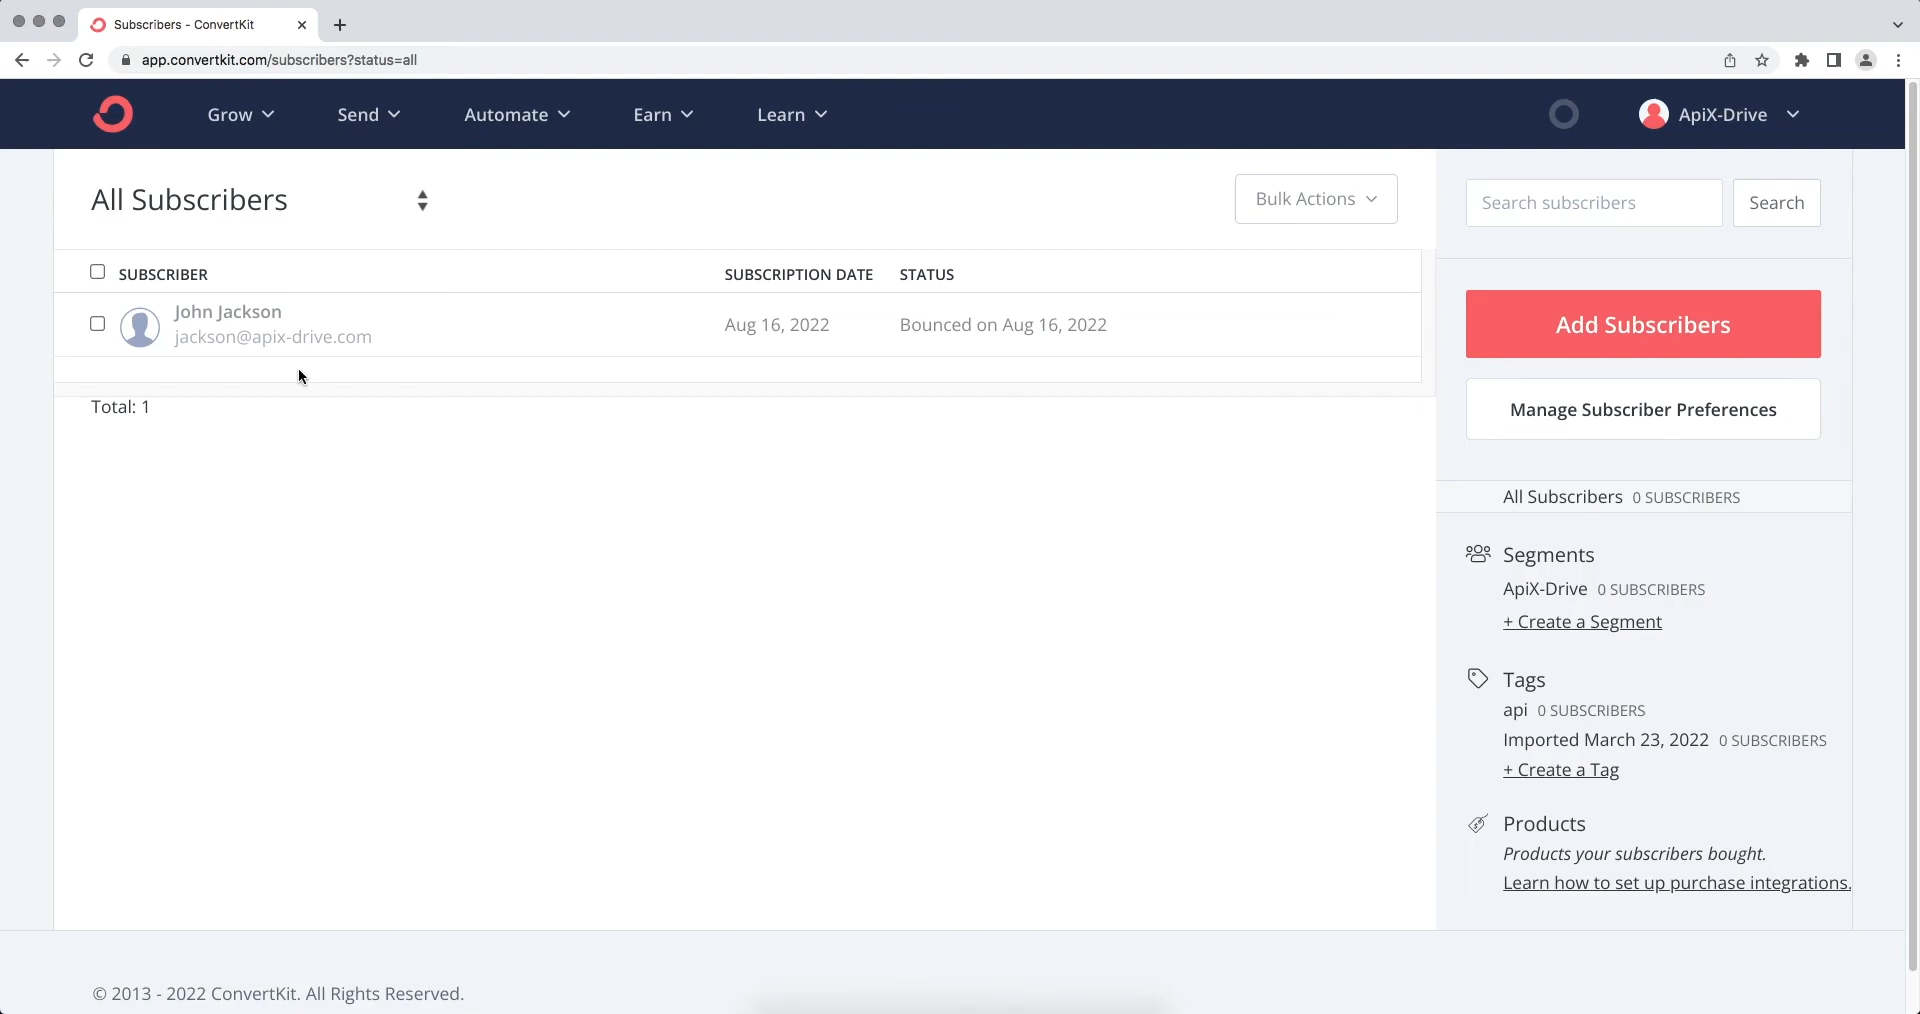 Subscribers - ConvertKit
app.convertkit.com/subscribers?status=all
Grow
Send
Automate
Earn
Learn
ApiX-Drive
All Subscribers
Bulk Actions
Search subscribers
Search
SUBSCRIBER
SUBSCRIPTION DATE
STATUS
John Jackson
jackson@apix-drive.com
Aug 16, 2022
Bounced on Aug 16, 2022
Total: 1
Add Subscribers
Manage Subscriber Preferences
All Subscribers 0 SUBSCRIBERS
Segments
ApiX-Drive 0 SUBSCRIBERS
+ Create a Segment
Tags
api 0 SUBSCRIBERS
Imported March 23, 2022 0 SUBSCRIBERS
+ Create a Tag
Products
Products your subscribers bought.
Learn how to set up purchase integrations.
© 2013 - 2022 ConvertKit. All Rights Reserved.